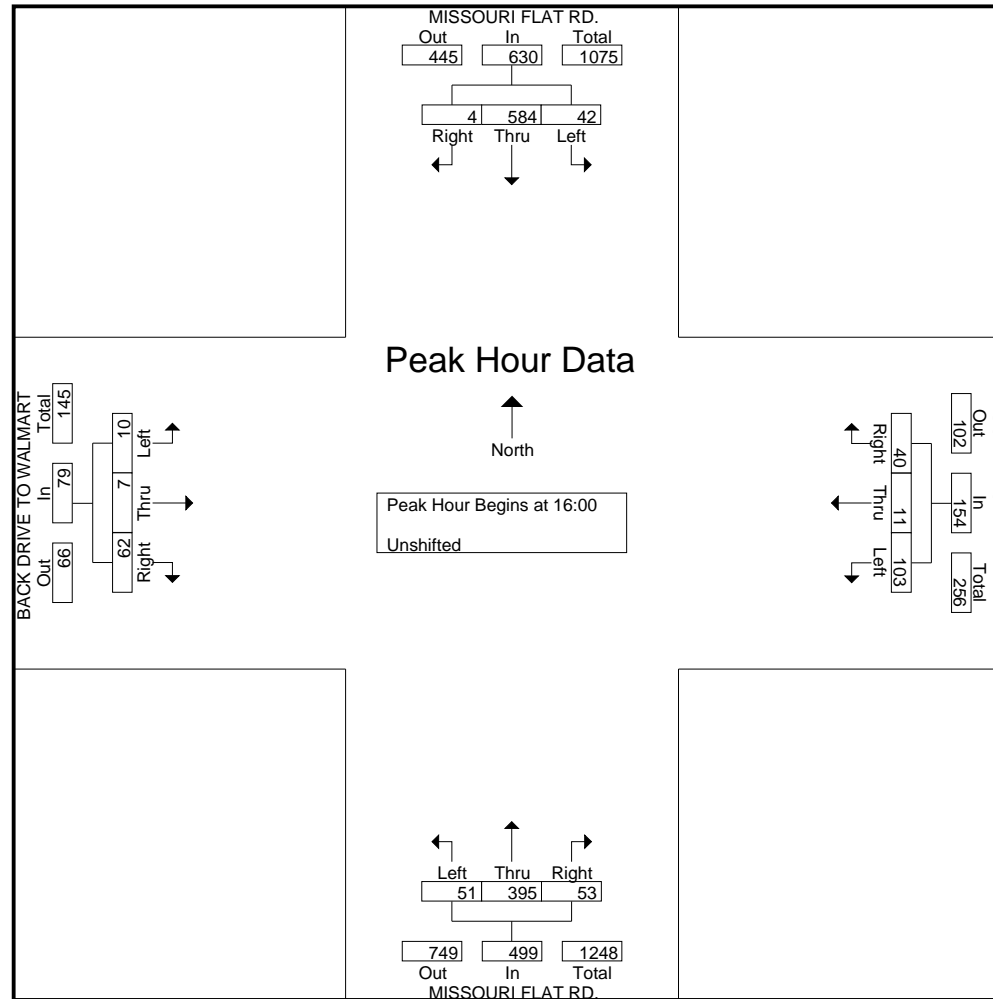 MISSOURI FLAT RD.
Out In Total
445 630 1075
4 584 42
Right Thru Left
Peak Hour Data
North
Peak Hour Begins at 16:00
Unshifted
BACK DRIVE TO WALMART
Total In Out
145 79 66
10 7 62
Left Thru Right
Right Thru Left
40 11 103
Out In Total
102 154 256
Left Thru Right
51 395 53
749 499 1248
Out In Total
MISSOURI FLAT RD.